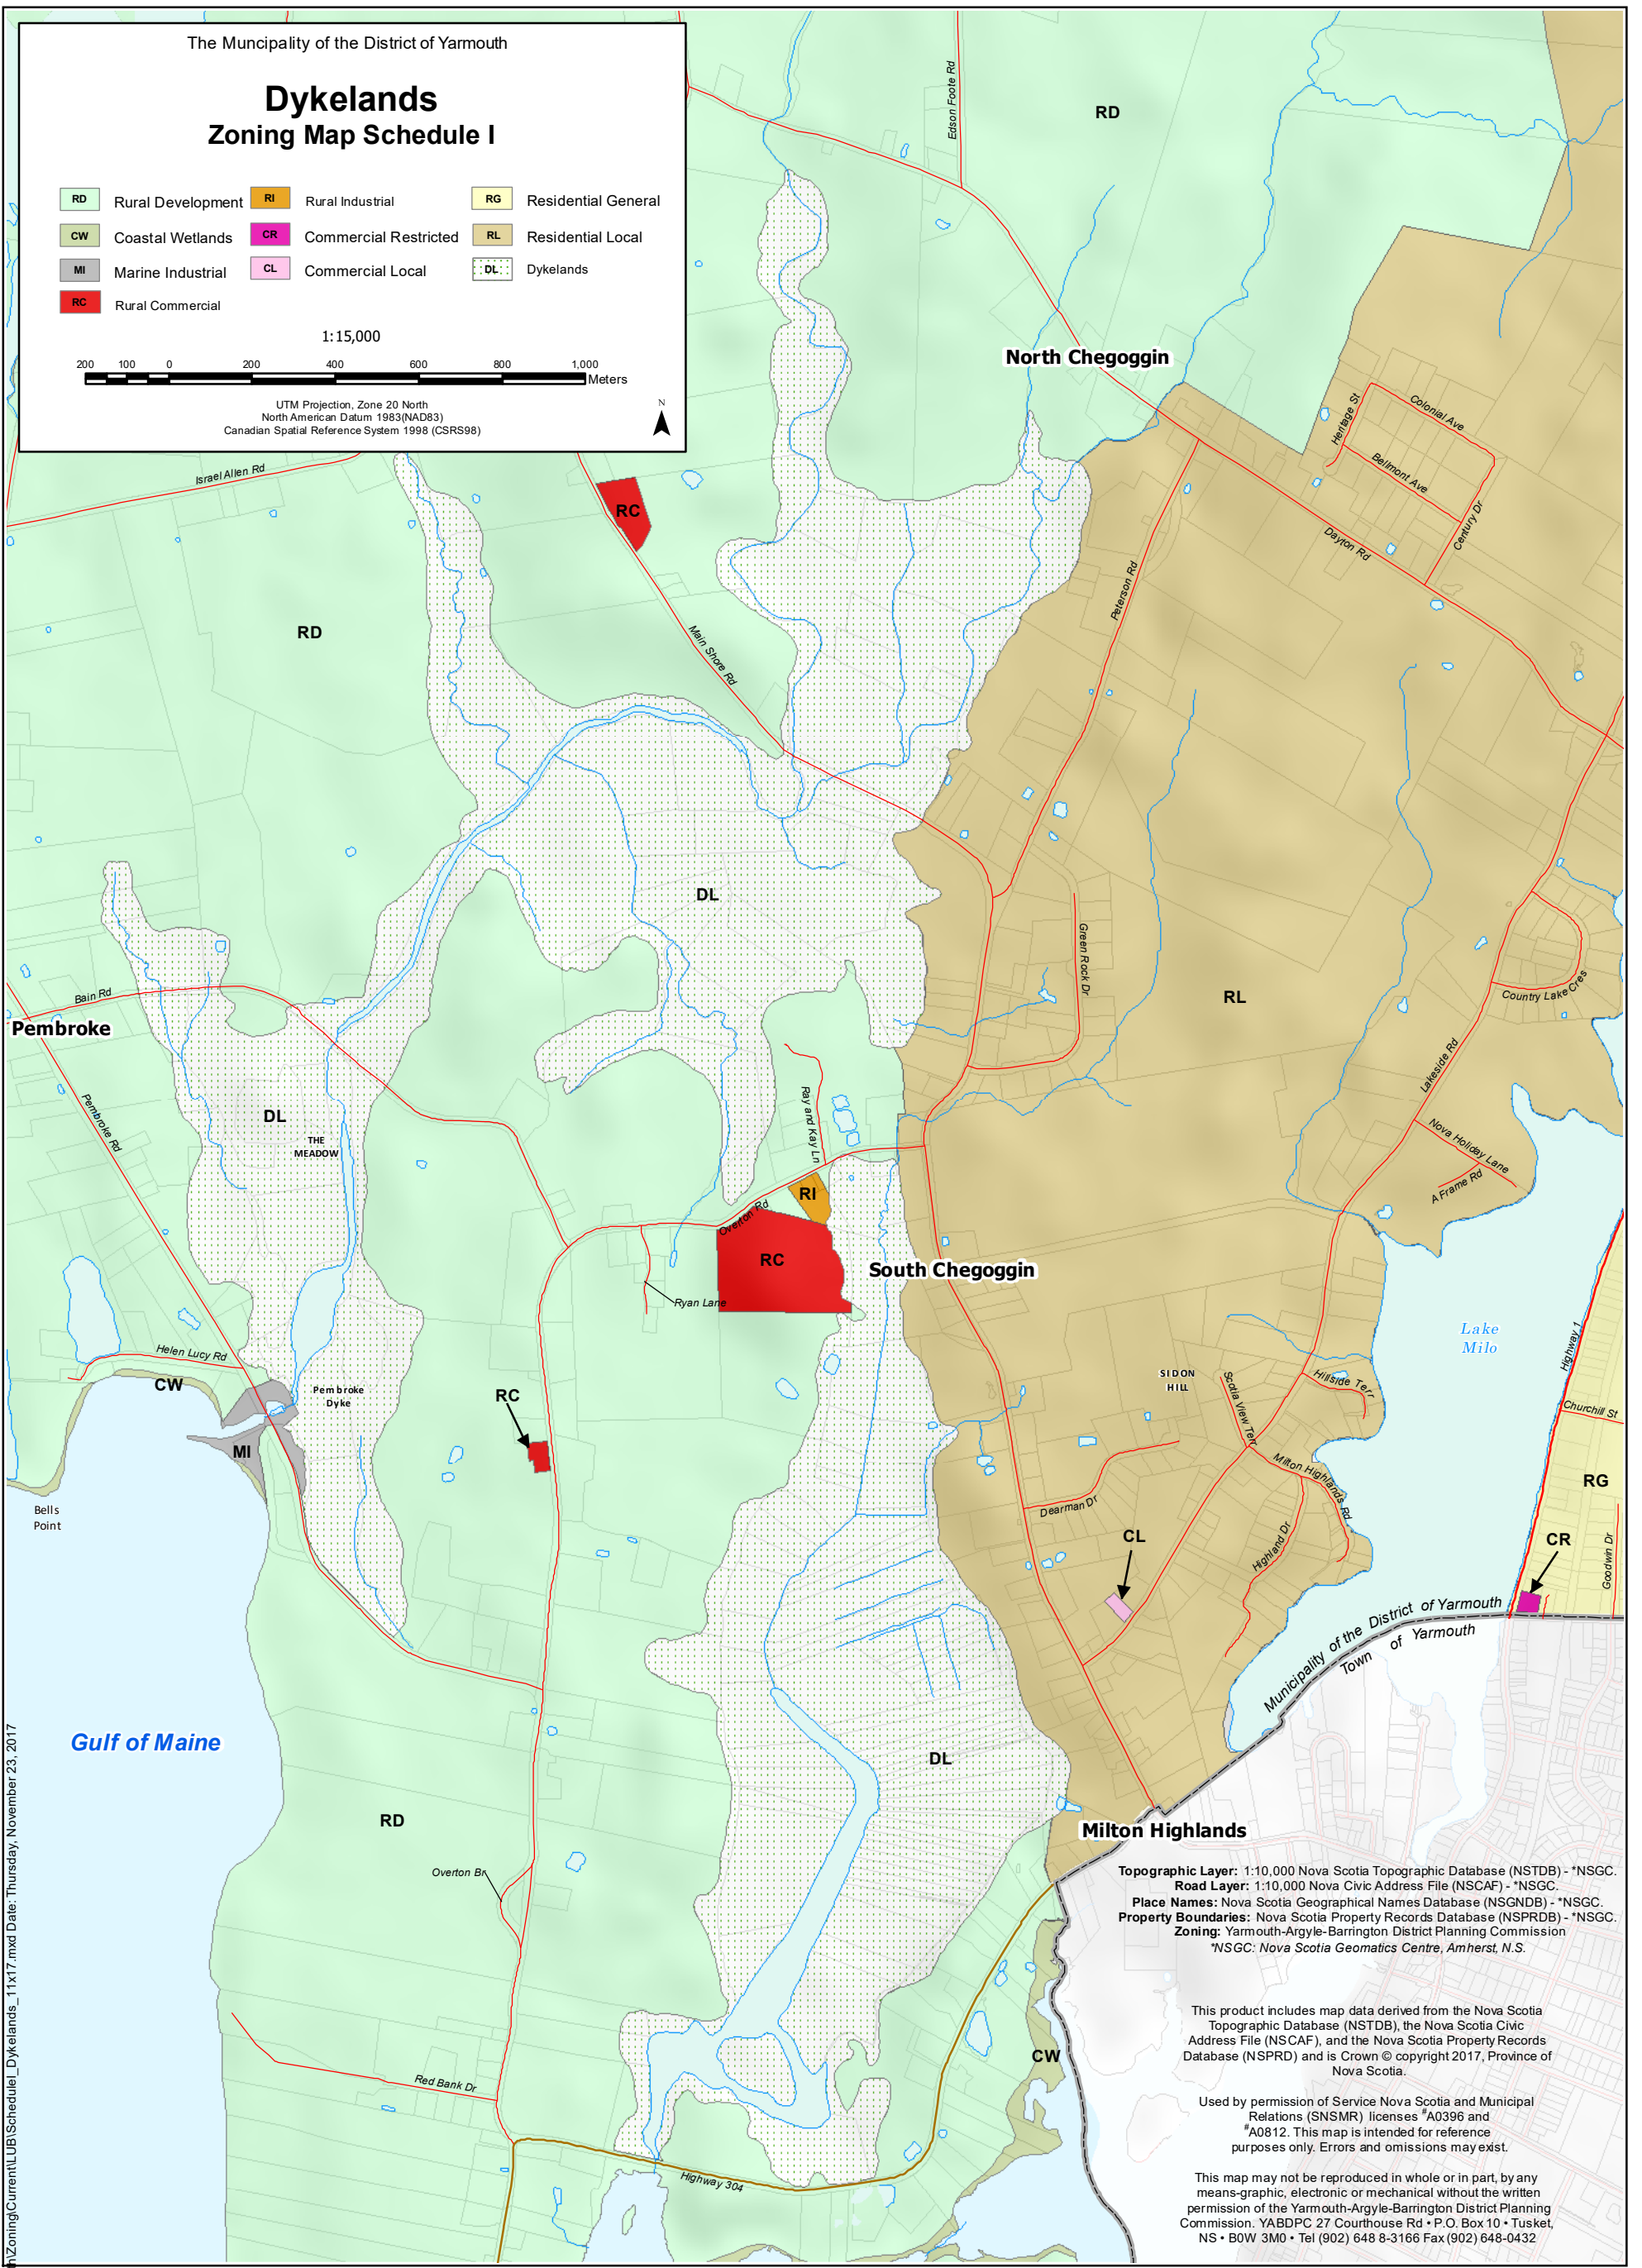 The Muncipality of the District of Yarmouth
Dykelands
Zoning Map Schedule I
RD Rural Development
RI Rural Industrial
RG Residential General
CW Coastal Wetlands
CR Commercial Restricted
RL Residential Local
MI Marine Industrial
CL Commercial Local
DL Dykelands
RC Rural Commercial
1:15,000
200 100 0 200 400 600 800 1,000
Meters
UTM Projection, Zone 20 North
North American Datum 1983(NAD83)
Canadian Spatial Reference System 1998 (CSRS98)
N
Edson Foote Rd
RD
North Chegoggin
Heritage St
Colonial Ave
Bellmont Ave
Century Dr
Dayton Rd
Israel Allen Rd
RC
RD
Main Shore Rd
Peterson Rd
DL
Green Rock Dr
RL
Country Lake Cres
Bain Rd
Pembroke
Pembroke Rd
DL
THE
MEADOW
Ray and Kay Ln
Lakeside Rd
Nova Holiday Lane
A Frame Rd
RI
Overton Rd
RC
South Chegoggin
Ryan Lane
Lake
Milo
Highway 1
Helen Lucy Rd
CW
Pembroke
Dyke
RC
SIDON
HILL
Scotia View Terr
Hillside Terr
Churchill St
MI
Milton Highlands Rd
RG
Bells
Point
Dearman Dr
CL
Highland Dr
CR
Goodwin Dr
Municipality of the District of Yarmouth
Town of Yarmouth
Gulf of Maine
DL
RD
Milton Highlands
Overton Br
Topographic Layer: 1:10,000 Nova Scotia Topographic Database (NSTDB) - *NSGC.
Road Layer: 1:10,000 Nova Civic Address File (NSCAF) - *NSGC.
Place Names: Nova Scotia Geographical Names Database (NSGNDB) - *NSGC.
Property Boundaries: Nova Scotia Property Records Database (NSPRDB) - *NSGC.
Zoning: Yarmouth-Argyle-Barrington District Planning Commission
*NSGC: Nova Scotia Geomatics Centre, Amherst, N.S.
CW
Red Bank Dr
Highway 304
This product includes map data derived from the Nova Scotia
Topographic Database (NSTDB), the Nova Scotia Civic
Address File (NSCAF), and the Nova Scotia Property Records
Database (NSPRD) and is Crown © copyright 2017, Province of
Nova Scotia.
Used by permission of Service Nova Scotia and Municipal
Relations (SNSMR) licenses #A0396 and
#A0812. This map is intended for reference
purposes only. Errors and omissions may exist.
This map may not be reproduced in whole or in part, by any
means-graphic, electronic or mechanical without the written
permission of the Yarmouth-Argyle-Barrington District Planning
Commission. YABDPC 27 Courthouse Rd • P.O. Box 10 • Tusket,
NS • B0W 3M0 • Tel (902) 648 8-3166 Fax (902) 648-0432
\Zoning\Current\LUB\ScheduleI_Dykelands_11x17.mxd Date: Thursday, November 23, 2017